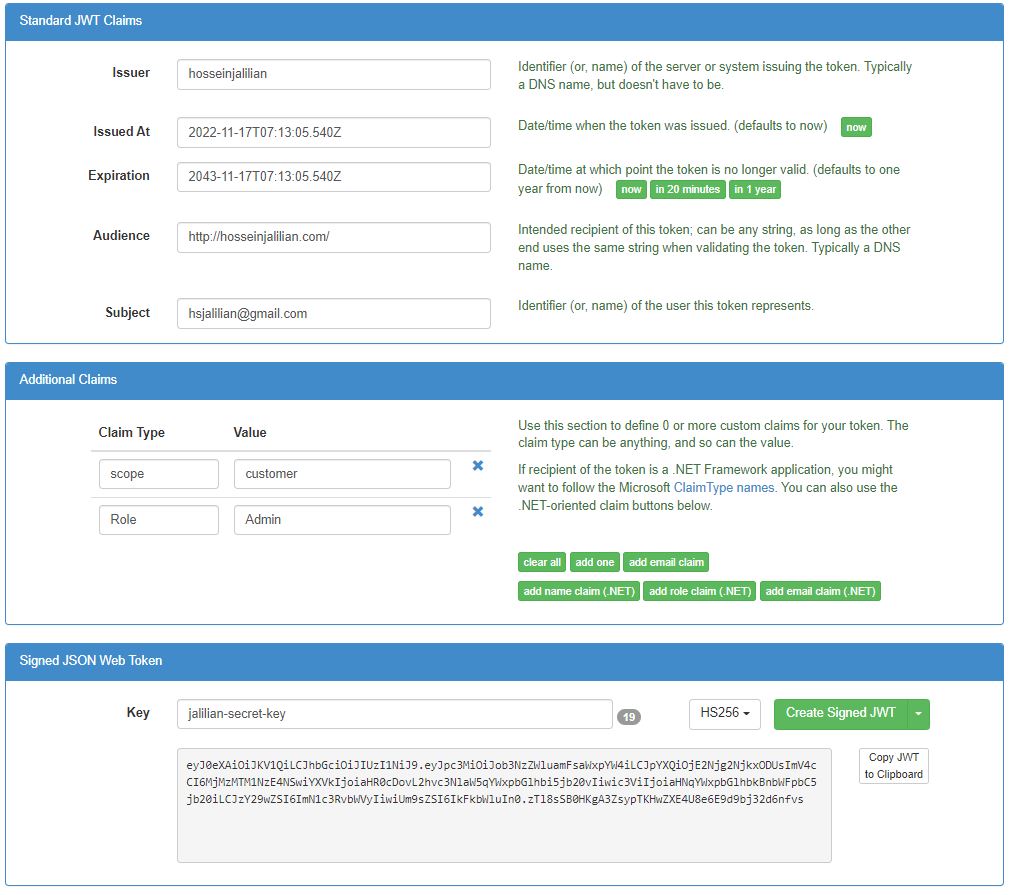 Standard JWT Claims
Issuer
hosseinjalilian
Identifier (or, name) of the server or system issuing the token. Typically
a DNS name, but doesn't have to be.
Issued At
2022-11-17T07:13:05.540Z
Date/time when the token was issued. (defaults to now) now
Expiration
2043-11-17T07:13:05.540Z
Date/time at which point the token is no longer valid. (defaults to one
year from now) now in 20 minutes in 1 year
Audience
http://hosseinjalilian.com/
Intended recipient of this token; can be any string, as long as the other
end uses the same string when validating the token. Typically a DNS
name.
Subject
hsjalilian@gmail.com
Identifier (or, name) of the user this token represents.
Additional Claims
Claim Type Value
scope customer
Role Admin
Use this section to define 0 or more custom claims for your token. The
claim type can be anything, and so can the value.
If recipient of the token is a .NET Framework application, you might
want to follow the Microsoft ClaimType names. You can also use the
.NET-oriented claim buttons below.
clear all add one add email claim
add name claim (.NET) add role claim (.NET) add email claim (.NET)
Signed JSON Web Token
Key
jalilian-secret-key
19
HS256
Create Signed JWT
eyJ0eXAiOiJKV1QiLCJhbGciOiJIUzI1NiJ9.eyJpc3MiOiJob3NzZWluamFsaWxpYW4iLCJpYXQiOjE2Njg2NjkxODUsImV4c
CI6MjMzMTM1NzE4NSwiYXVkIjoiaHR0cDovL2hvc3NlaW5qYWxpbGlhbi5jb20vIiwic3ViIjoiaHNqYWxpbGlhbkBnbWFpbC5
jb20iLCJzY29wZSI6ImN1c3RvbWVyIiwiUm9sZSI6IkFkbWluIn0.zTl8sSB0HKgA3ZsypTKHwZXE4U8e6E9d9bj32d6nfvs
Copy JWT
to Clipboard